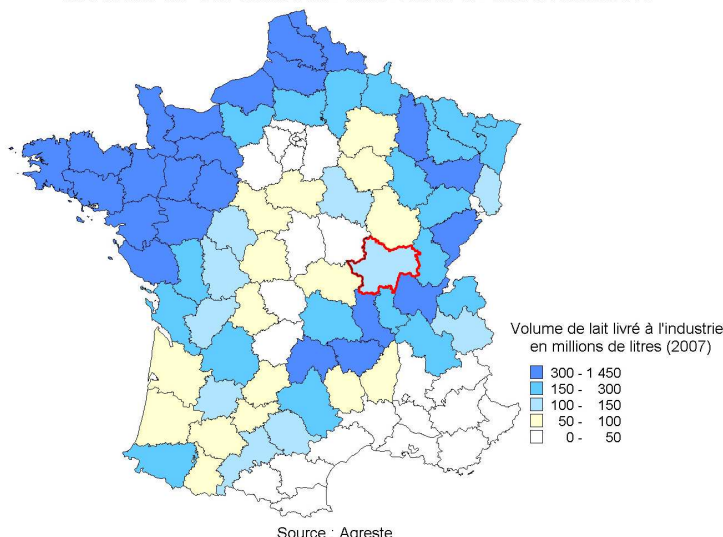 Volume de lait livré à l'industrie
en millions de litres (2007)
300 - 1 450
150 - 300
100 - 150
50 - 100
0 - 50
Source : Agreste